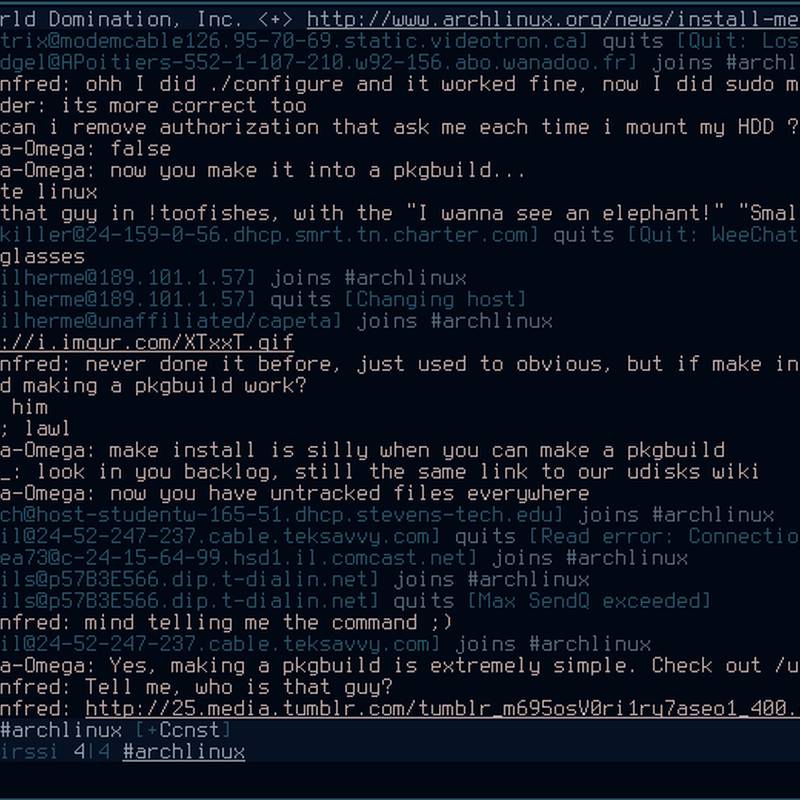 rld Domination, Inc. <+> http://www.archlinux.org/news/install-me
trix@modemcable126.95-70-69.static.videotron.ca] quits [Quit: Los
dgel@APoitiers-552-1-107-210.w92-156.abo.wanadoo.fr] joins #archl
nfred: ohh I did ./configure and it worked fine, now I did sudo m
der: its more correct too
can i remove authorization that ask me each time i mount my HDD ?
a-Omega: false
a-Omega: now you make it into a pkgbuild...
te linux
that guy in !toofishes, with the "I wanna see an elephant!" "Smal
killer@24-159-0-56.dhcp.smrt.tn.charter.com] quits [Quit: WeeChat
glasses
ilherme@189.101.1.57] joins #archlinux
ilherme@189.101.1.57] quits [Changing host]
ilherme@unaffiliated/capeta] joins #archlinux
://i.imgur.com/XTxxT.gif
nfred: never done it before, just used to obvious, but if make in
d making a pkgbuild work?
him
; lawl
a-Omega: make install is silly when you can make a pkgbuild
_: look in you backlog, still the same link to our udisks wiki
a-Omega: now you have untracked files everywhere
ch@host-studentw-165-51.dhcp.stevens-tech.edu] joins #archlinux
il@24-52-247-237.cable.teksavvy.com] quits [Read error: Connectio
ea73@c-24-15-64-99.hsd1.il.comcast.net] joins #archlinux
ils@p57B3E566.dip.t-dialin.net] joins #archlinux
ils@p57B3E566.dip.t-dialin.net] quits [Max SendQ exceeded]
nfred: mind telling me the command ;)
il@24-52-247-237.cable.teksavvy.com] joins #archlinux
a-Omega: Yes, making a pkgbuild is extremely simple. Check out /u
nfred: Tell me, who is that guy?
nfred: http://25.media.tumblr.com/tumblr_m695osV0ri1ry7aseo1_400.
#archlinux [+Ccnst]
irssi 4|4 #archlinux